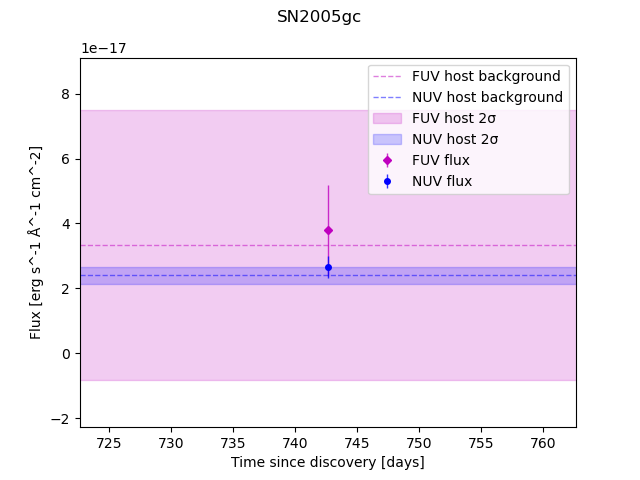 SN2005gc
1e−17
8
6
4
2
0
−2
Flux [erg s^-1 Å^-1 cm^-2]
FUV host background
NUV host background
FUV host 2σ
NUV host 2σ
FUV flux
NUV flux
725 730 735 740 745 750 755 760
Time since discovery [days]